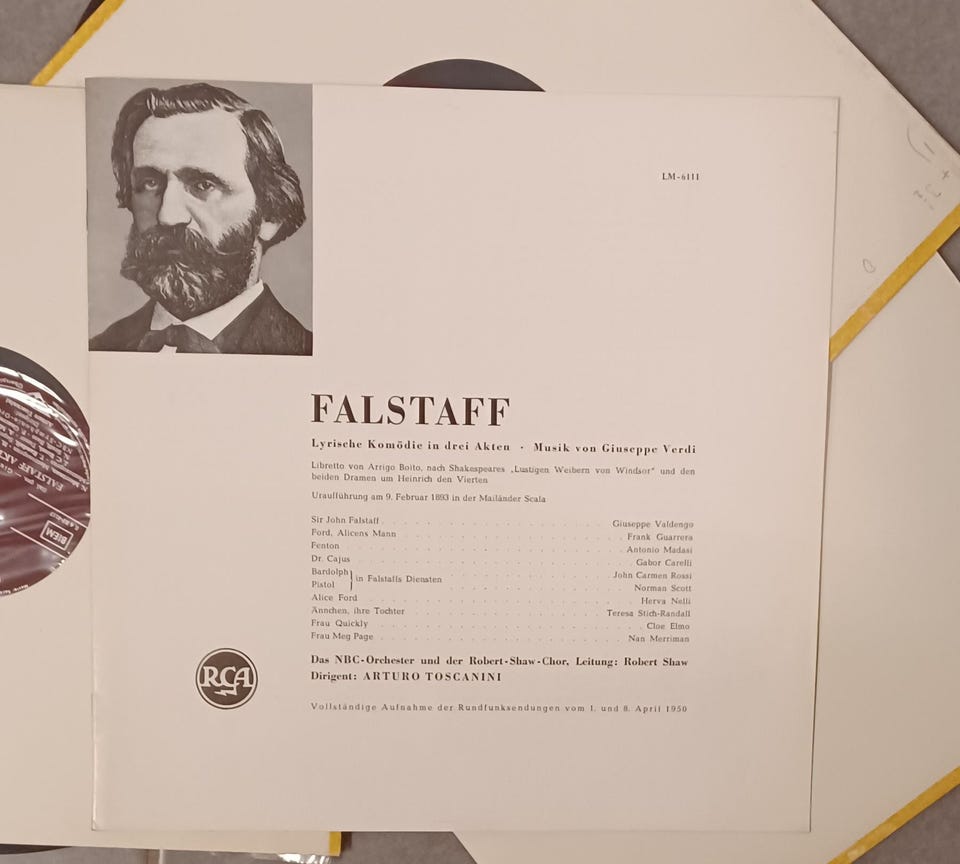 LM-6111
FALSTAFF
Lyrische Komödie in drei Akten · Musik von Giuseppe Verdi
Libretto von Arrigo Boito, nach Shakespeares „Lustigen Weibern von Windsor" und den
beiden Dramen um Heinrich den Vierten
Uraufführung am 9. Februar 1893 in der Mailänder Scala
Sir John Falstaff . . . . . . . . . . . . . . Giuseppe Valdengo
Ford, Alicens Mann . . . . . . . . . . . . . . Frank Guarrera
Fenton . . . . . . . . . . . . . . Antonio Madasi
Dr. Cajus . . . . . . . . . . . . . . Gabor Carelli
Bardolph } in Falstaffs Diensten . . . . . . . . . . . . John Carmen Rossi
Pistol } . . . . . . . . . . . . Norman Scott
Alice Ford . . . . . . . . . . . . . . Herva Nelli
Ännchen, ihre Tochter . . . . . . . . . . . . Teresa Stich-Randall
Frau Quickly . . . . . . . . . . . . . . Cloe Elmo
Frau Meg Page . . . . . . . . . . . . . . Nan Merriman
Das NBC-Orchester und der Robert-Shaw-Chor, Leitung: Robert Shaw
Dirigent: ARTURO TOSCANINI
Vollständige Aufnahme der Rundfunksendungen vom 1. und 8. April 1950
RCA
BIEM
FALSTAFF AKT